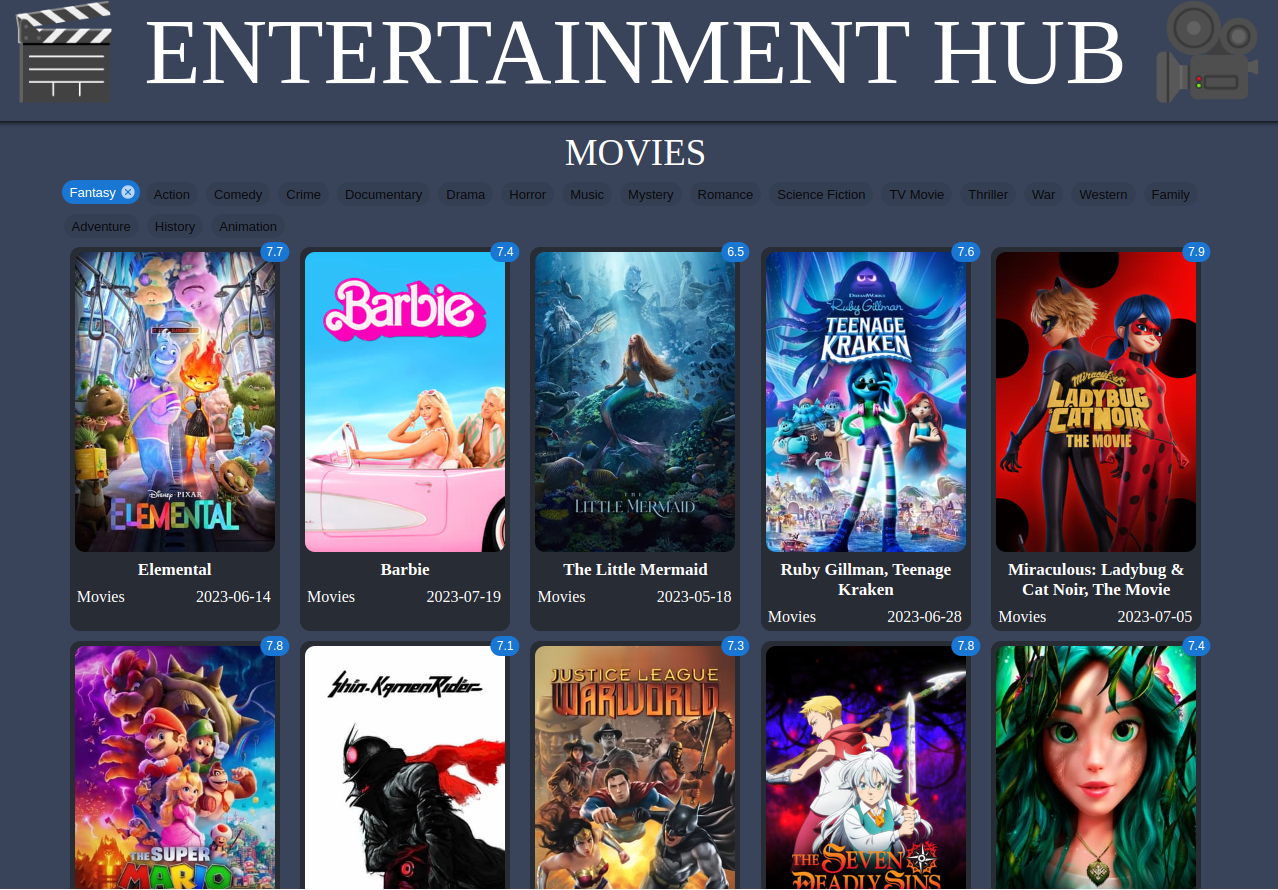 ENTERTAINMENT HUB
MOVIES
Fantasy Action Comedy Crime Documentary Drama Horror Music Mystery Romance Science Fiction TV Movie Thriller War Western Family
Adventure History Animation
7.7 7.4 6.5 7.6 7.9
Disney PIXAR
ELEMENTAL
Barbie
THE
LITTLE MERMAID
DREAMWORKS
Ruby Gillman
TEENAGE
KRAKEN
Miraculous
LADYBUG
CATNOIR
THE MOVIE
Elemental
Movies 2023-06-14
Barbie
Movies 2023-07-19
The Little Mermaid
Movies 2023-05-18
Ruby Gillman, Teenage
Kraken
Movies 2023-06-28
Miraculous: Ladybug &
Cat Noir, The Movie
Movies 2023-07-05
7.8 7.1 7.3 7.8 7.4
THE SUPER
MARIO
Shin.KamenRider
JUSTICE LEAGUE
WARWORLD
THE SEVEN
DEADLY SINS